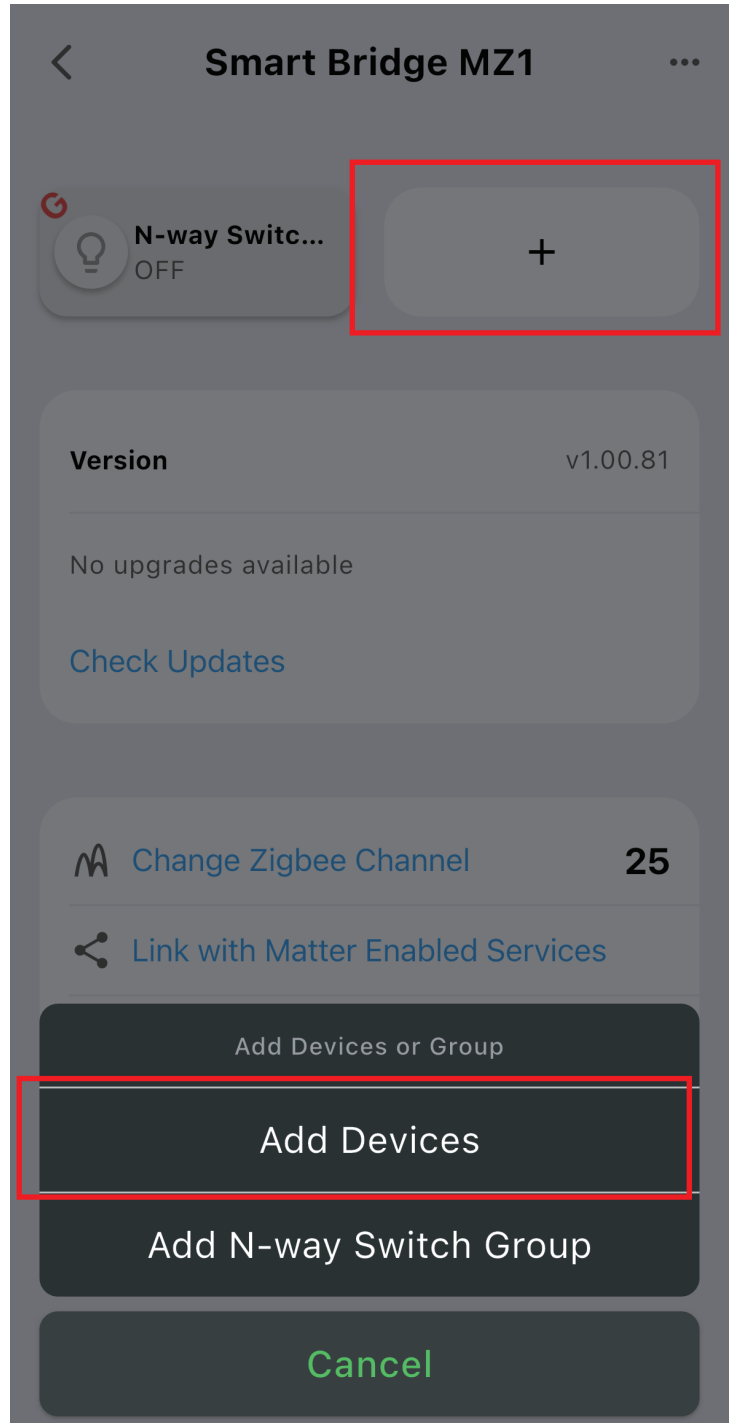 Smart Bridge MZ1
N-way Switc...
OFF
+
Version
v1.00.81
No upgrades available
Check Updates
Change Zigbee Channel
25
Link with Matter Enabled Services
Add Devices or Group
Add Devices
Add N-way Switch Group
Cancel